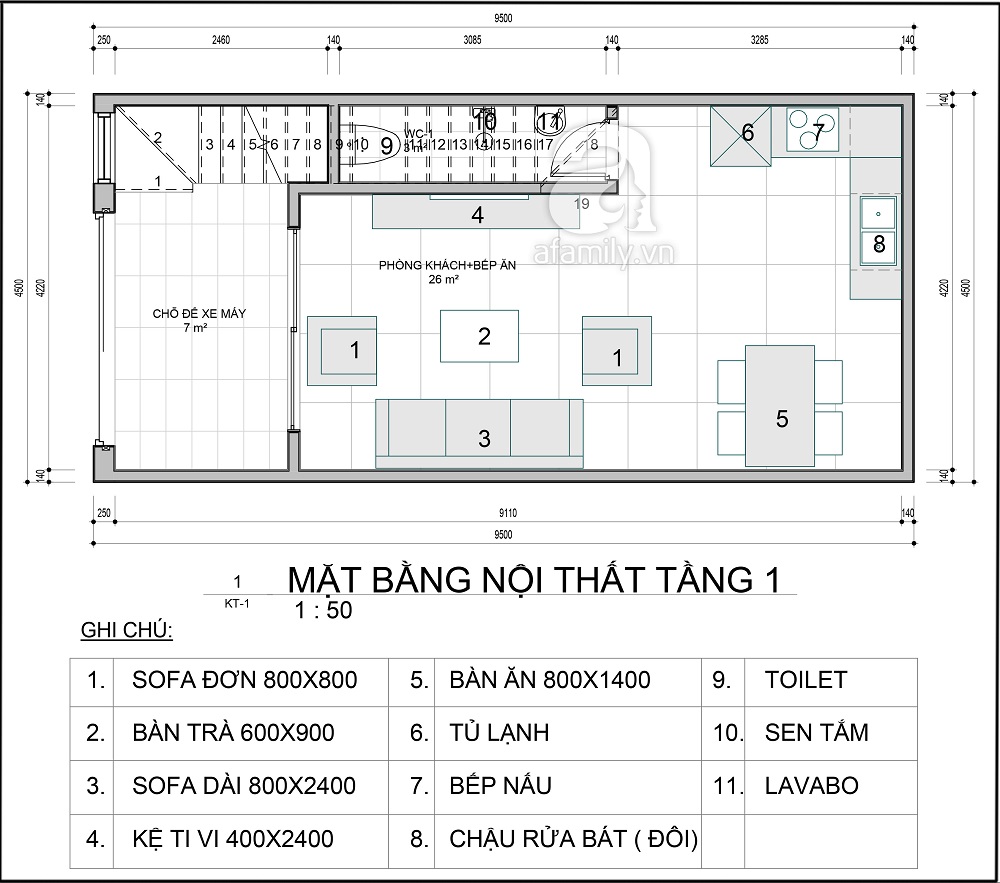 9500
250 2460 140 3085 140 3285 140
140 140
2 3 4 5 6 7 8 9 10 11 12 13 14 15 16 17 8
WC-1
3 m²
9 10 11 6 7
1
19
4
8
afamily.vn
PHÒNG KHÁCH+BẾP ĂN
26 m²
4500 4220 4220 4500
CHỖ ĐỂ XE MÁY
7 m²
1 2 1
3 5
140 140
250 9110 140
9500
1
KT-1
MẶT BẰNG NỘI THẤT TẦNG 1
1 : 50
GHI CHÚ:
1. SOFA ĐƠN 800X800 5. BÀN ĂN 800X1400 9. TOILET
2. BÀN TRÀ 600X900 6. TỦ LẠNH 10. SEN TẮM
3. SOFA DÀI 800X2400 7. BẾP NẤU 11. LAVABO
4. KỆ TI VI 400X2400 8. CHẬU RỬA BÁT ( ĐÔI)